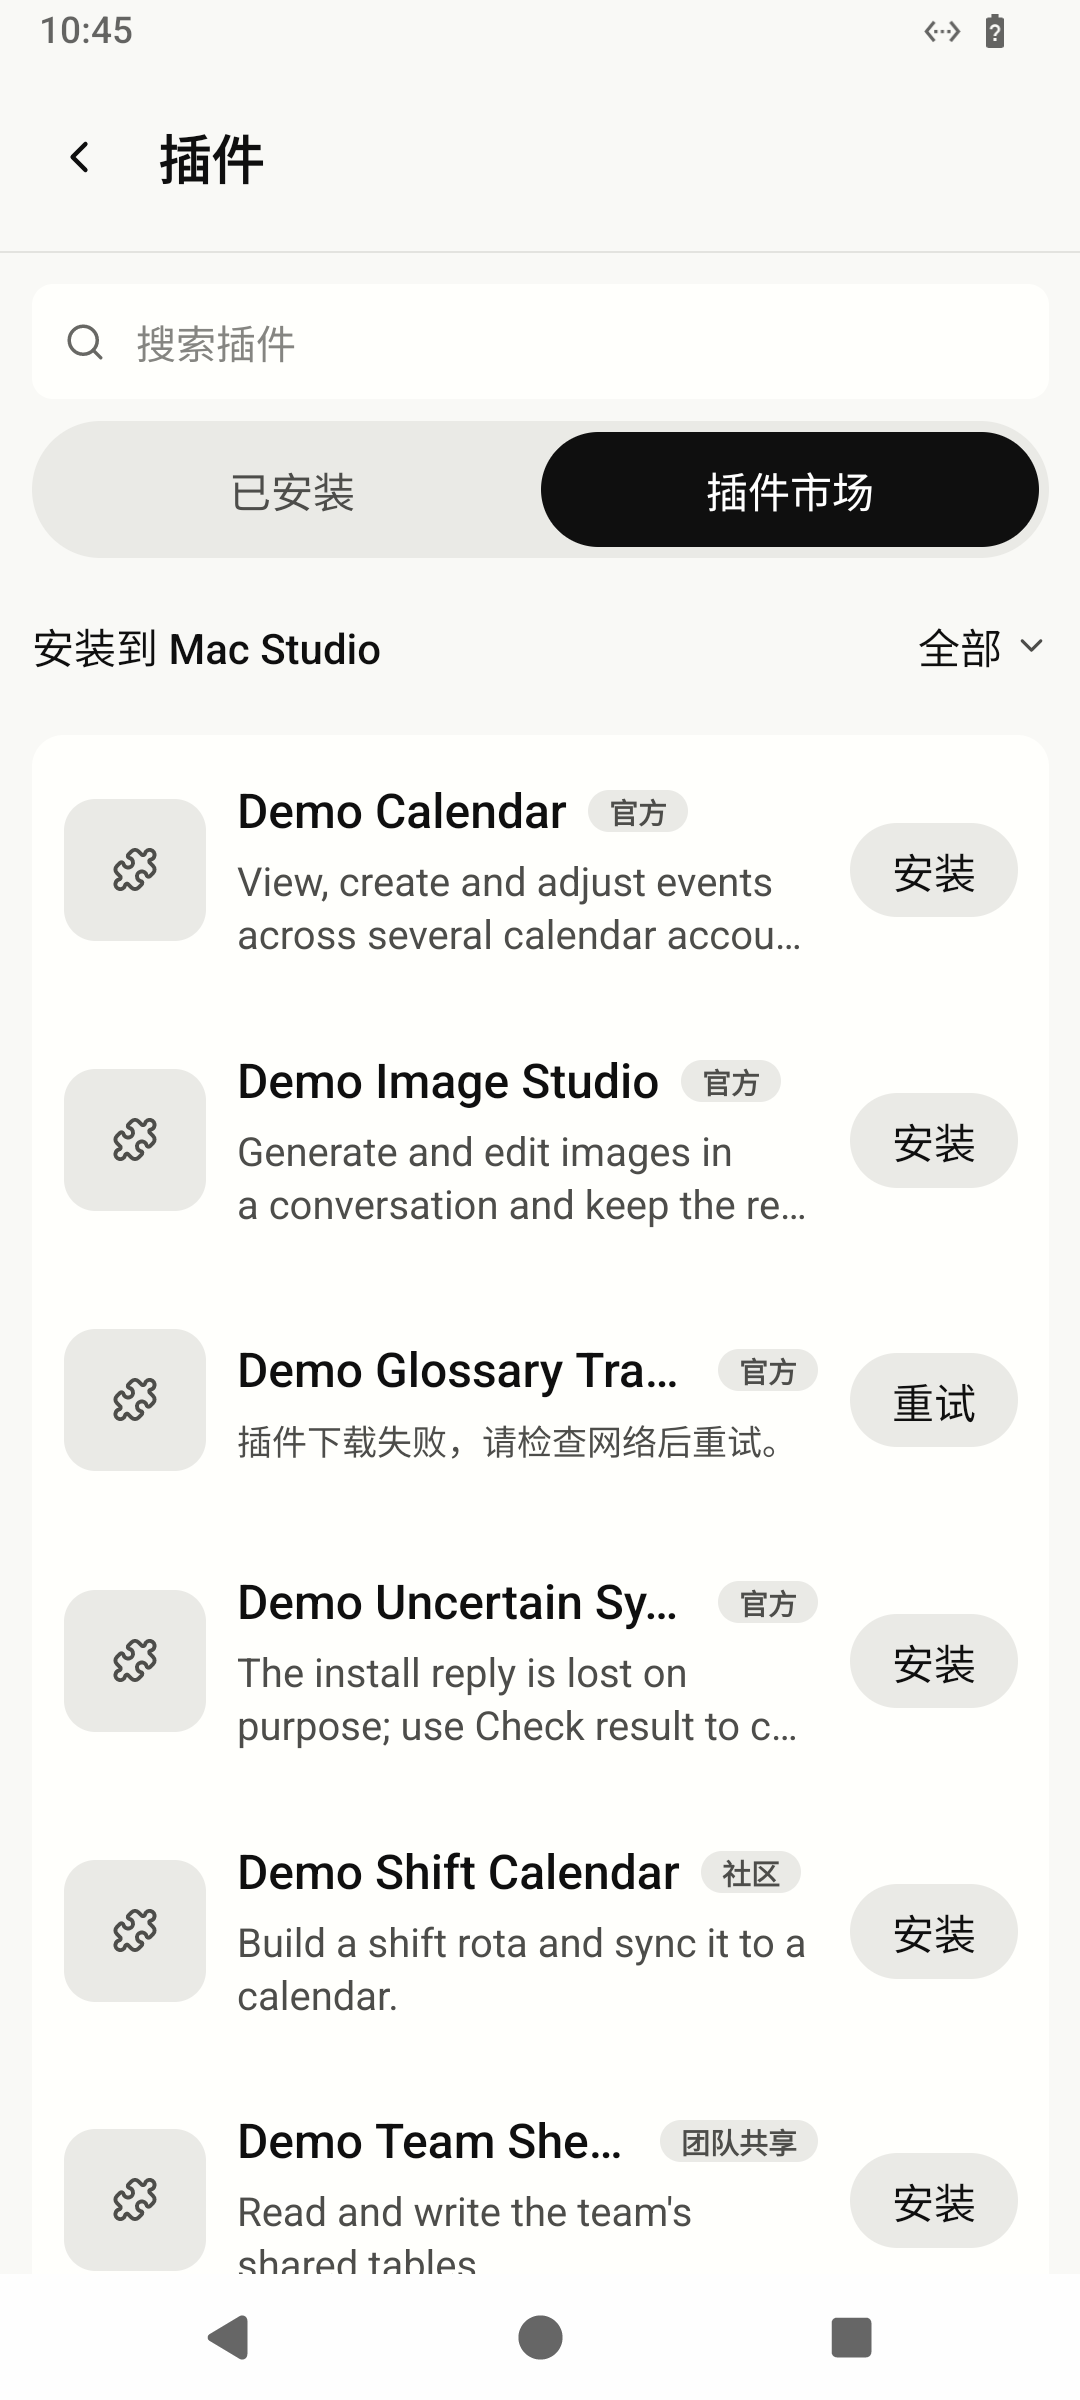 10:45
插件
搜索插件
已安装
插件市场
安装到 Mac Studio
全部
Demo Calendar 官方
View, create and adjust events
across several calendar accou...
安装
Demo Image Studio 官方
Generate and edit images in
a conversation and keep the re...
安装
Demo Glossary Tra... 官方
插件下载失败，请检查网络后重试。
重试
Demo Uncertain Sy... 官方
The install reply is lost on
purpose; use Check result to c...
安装
Demo Shift Calendar 社区
Build a shift rota and sync it to a
calendar.
安装
Demo Team She... 团队共享
Read and write the team's
shared tables
安装